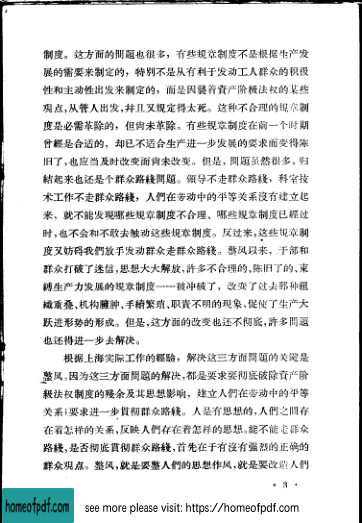 制度。这方面的問題也很多，有些規章制度不是根据生产发
展的需要来制定的，特別不是从有利于发动工人群众的积极
性和主动性出发来制定的，而是因襲着資产阶級法权的某些
观点，从管人出发，幷且又規定得太死。这种不合理的規章制
度是必需革除的，但尚未革除。有些規章制度在前一个时期
曾經是合适的，却已不适合生产进一步发展的要求而变得陈
旧了，也应当及时改变而尚未改变。但是，問題虽然很多，归
結起来也还是个群众路綫問題。領导不走群众路綫，科室技
术工作不走群众路綫，人們在劳动中的平等关系沒有建立起
来，就不能发現哪些規章制度不合理、哪些規章制度已經过
时，也不会和不敢去触动这些規章制度。反过来，这些規章制
度又妨碍我們放手发动群众走群众路綫。整风以来，干部和
群众打破了迷信，思想大大解放，許多不合理的、陈旧了的、束
縛生产力发展的規章制度一一被冲破了，改变了过去那种組
織重叠、机构臃肿、手續繁瑣、职責不明的現象，促使了生产大
跃进形势的形成。但是，这方面的改变也还不彻底，許多問題
也还得进一步去解决。
根据上海实际工作的經驗，解决这三方面問題的关鍵是
整风。因为这三方面問題的解决，都是要求要彻底破除資产阶
級法权制度的殘余及其思想影响，建立人們在劳动中的平等
关系；要求进一步貫彻群众路綫。人是有思想的，人們之間存
在着怎样的关系，反映人們存在着怎样的思想。能不能走群众
路綫，是否彻底貫彻群众路綫，首先在于有沒有强烈的正确的
群众观点。整风，就是要整人們的思想作风，就是要改造人們
homeofpdf.com
see more please visit: https://homeofpdf.com